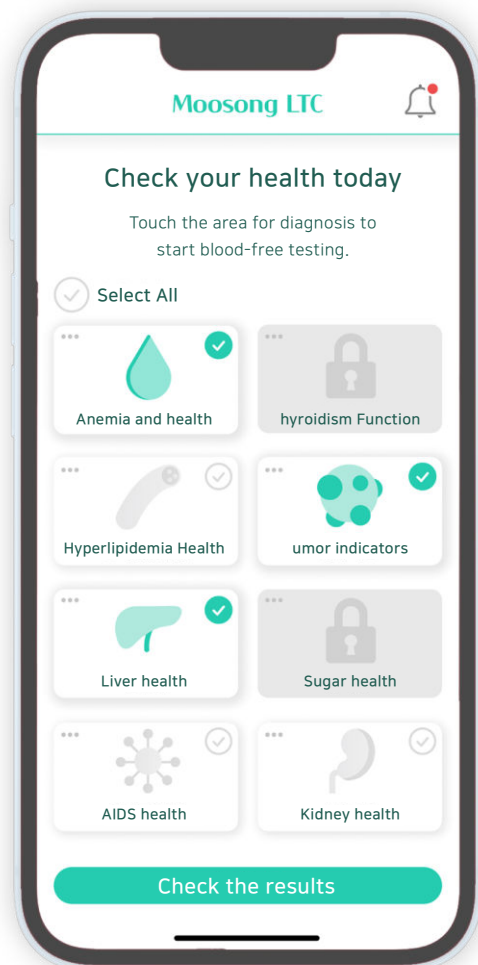 Moosong LTC
Check your health today
Touch the area for diagnosis to
start blood-free testing.
Select All
Anemia and health
hyroidism Function
Hyperlipidemia Health
umor indicators
Liver health
Sugar health
AIDS health
Kidney health
Check the results